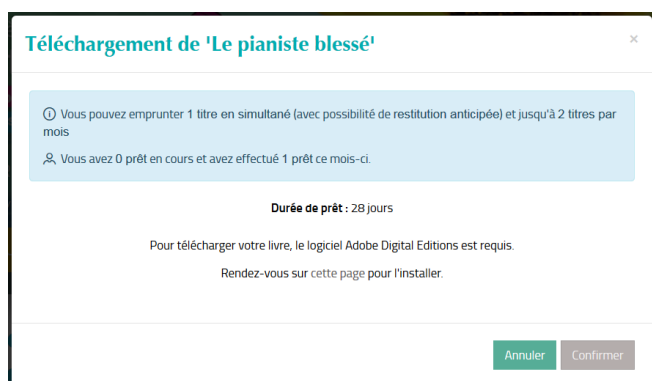 Téléchargement de 'Le pianiste blessé'
×
Vous pouvez emprunter 1 titre en simultané (avec possibilité de restitution anticipée) et jusqu'à 2 titres par
mois
Vous avez 0 prêt en cours et avez effectué 1 prêt ce mois-ci.
Durée de prêt : 28 jours
Pour télécharger votre livre, le logiciel Adobe Digital Editions est requis.
Rendez-vous sur cette page pour l'installer.
Annuler Confirmer